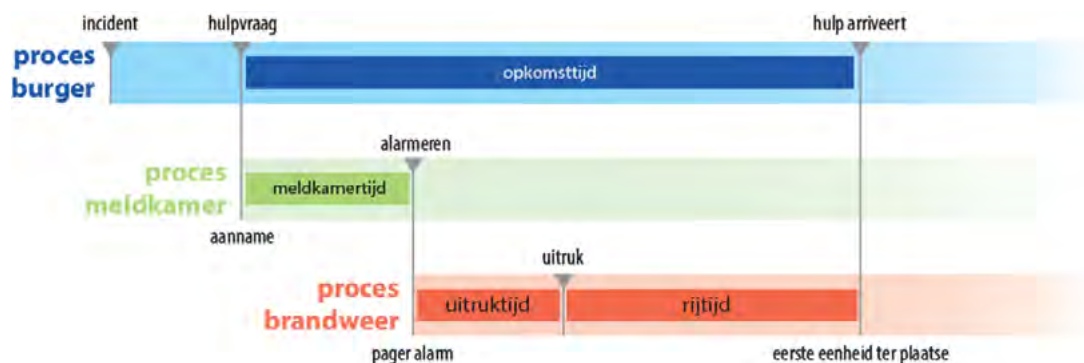 incident
hulpvraag
hulp arriveert
proces
burger
opkomsttijd
alarmeren
proces
meldkamer
meldkamertijd
aanname
uitruk
proces
brandweer
uitruktijd
rijtijd
pager alarm
eerste eenheid ter plaatse